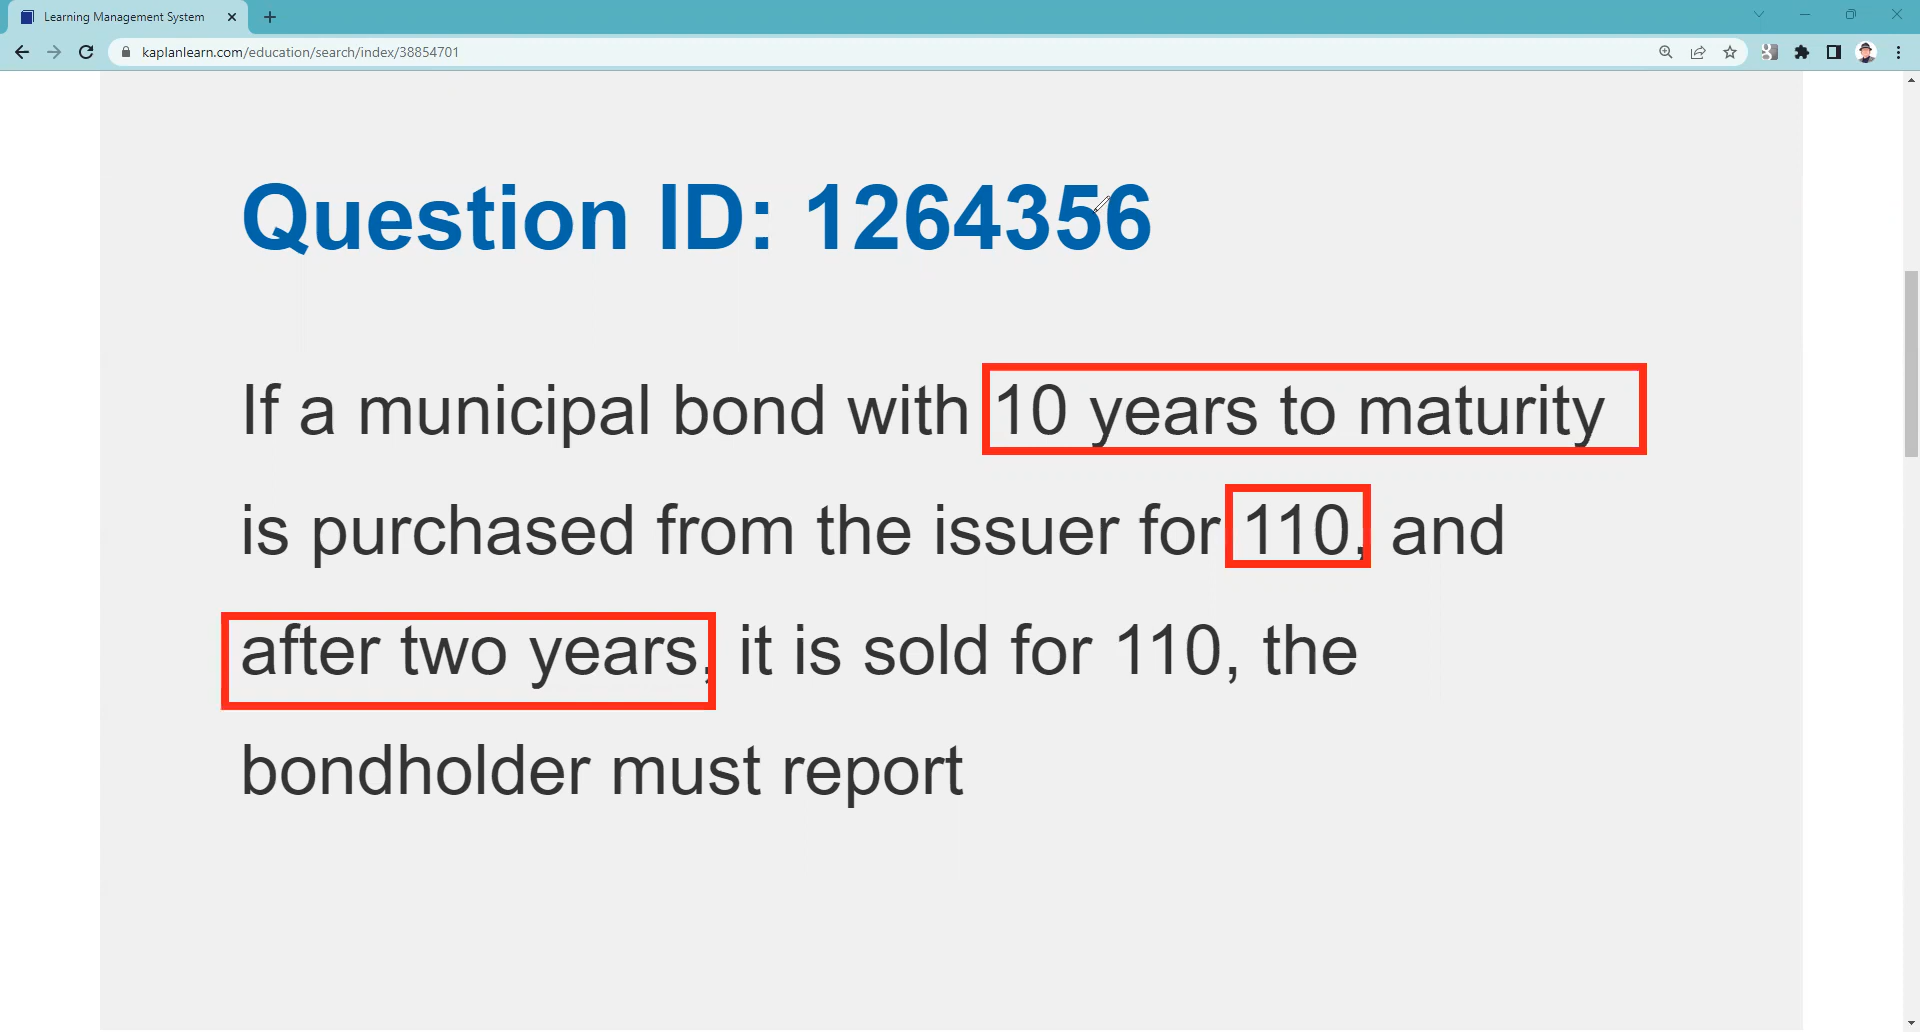 Learning Management System
kaplanlearn.com/education/search/index/38854701
Question ID: 1264356
If a municipal bond with 10 years to maturity
is purchased from the issuer for 110, and
after two years, it is sold for 110, the
bondholder must report